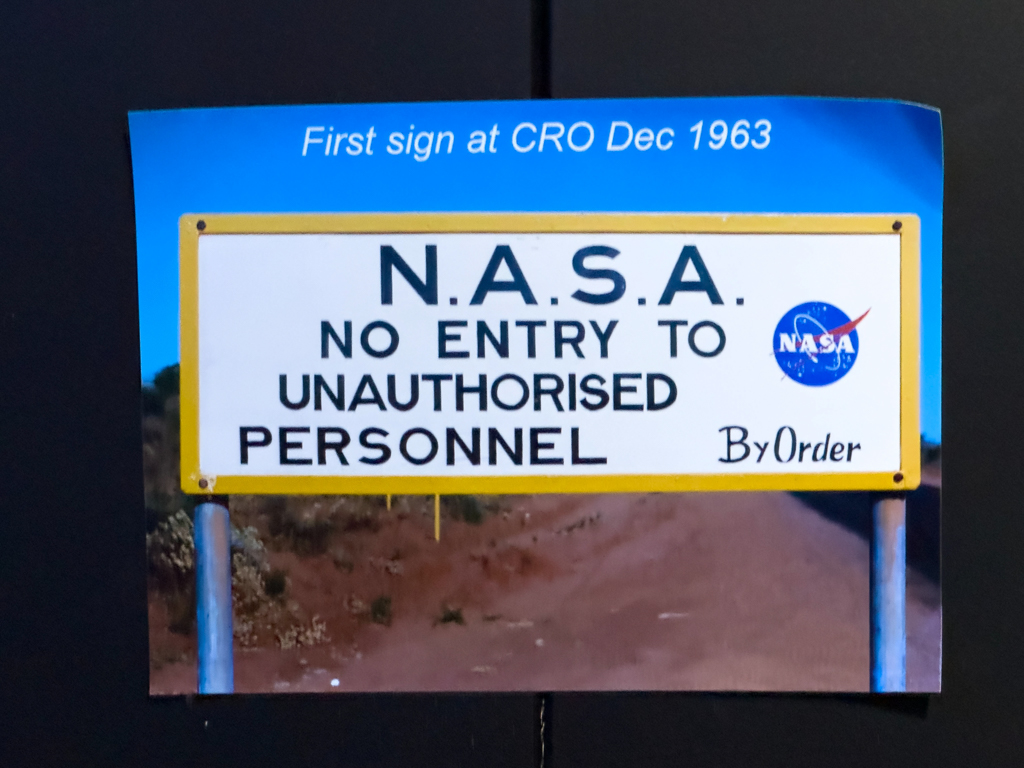 First sign at CRO Dec 1963
N.A.S.A.
NO ENTRY TO
NASA
UNAUTHORISED
PERSONNEL
By Order